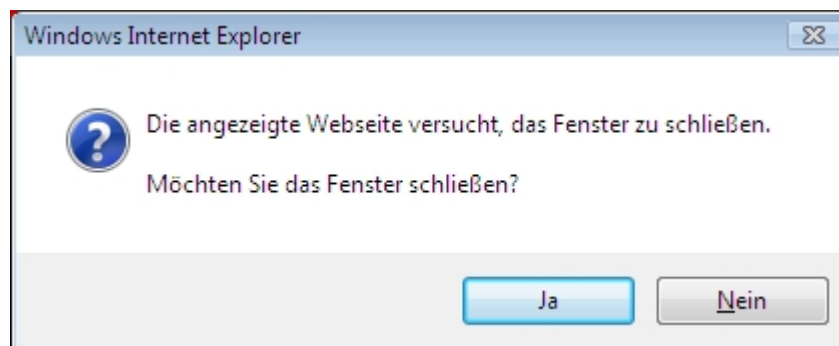 Windows Internet Explorer
Die angezeigte Webseite versucht, das Fenster zu schließen.
Möchten Sie das Fenster schließen?
Ja
Nein